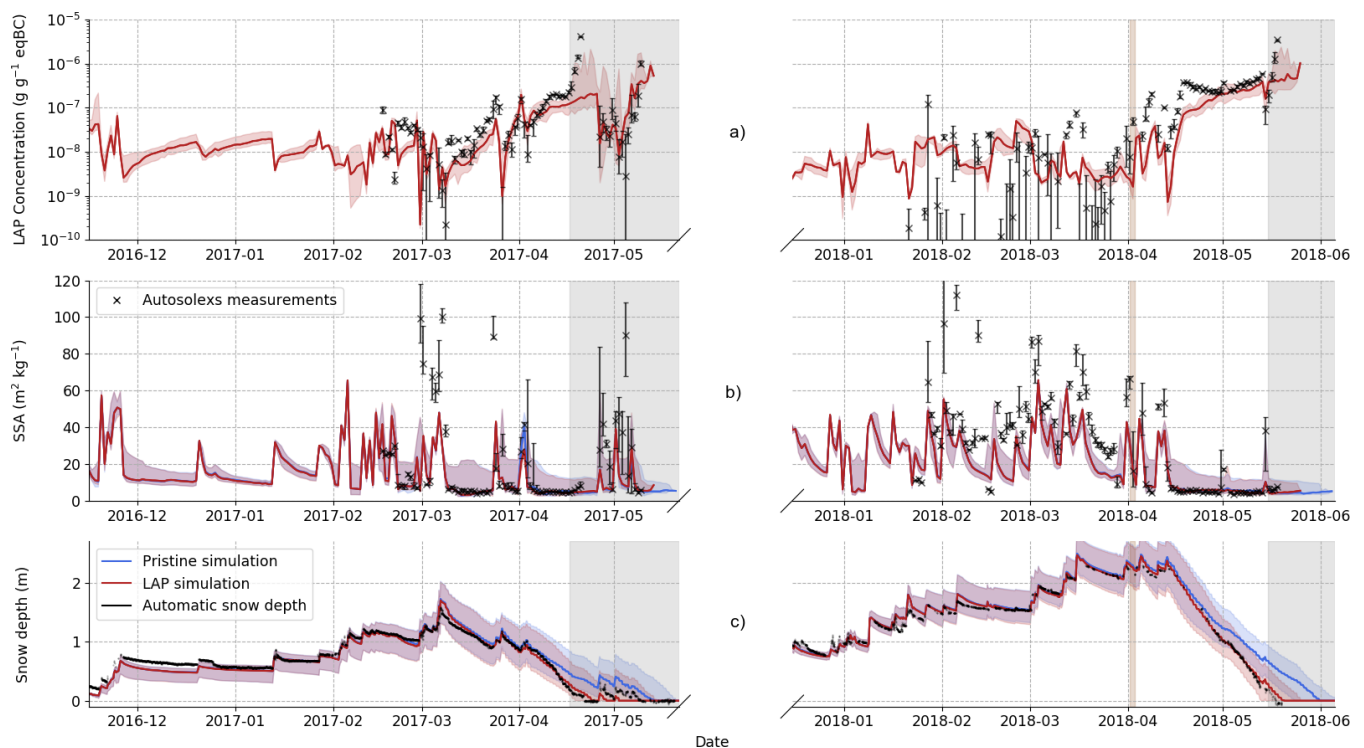 LAP Concentration (g g⁻¹ eqBC)
10⁻⁵
10⁻⁶
10⁻⁷
10⁻⁸
10⁻⁹
10⁻¹⁰
2016-12 2017-01 2017-02 2017-03 2017-04 2017-05
a)
2018-01 2018-02 2018-03 2018-04 2018-05 2018-06
SSA (m² kg⁻¹)
120
100
80
60
40
20
0
Autosolexs measurements
2016-12 2017-01 2017-02 2017-03 2017-04 2017-05
b)
2018-01 2018-02 2018-03 2018-04 2018-05 2018-06
Snow depth (m)
2
1
0
Pristine simulation
LAP simulation
Automatic snow depth
2016-12 2017-01 2017-02 2017-03 2017-04 2017-05
c)
2018-01 2018-02 2018-03 2018-04 2018-05 2018-06
Date